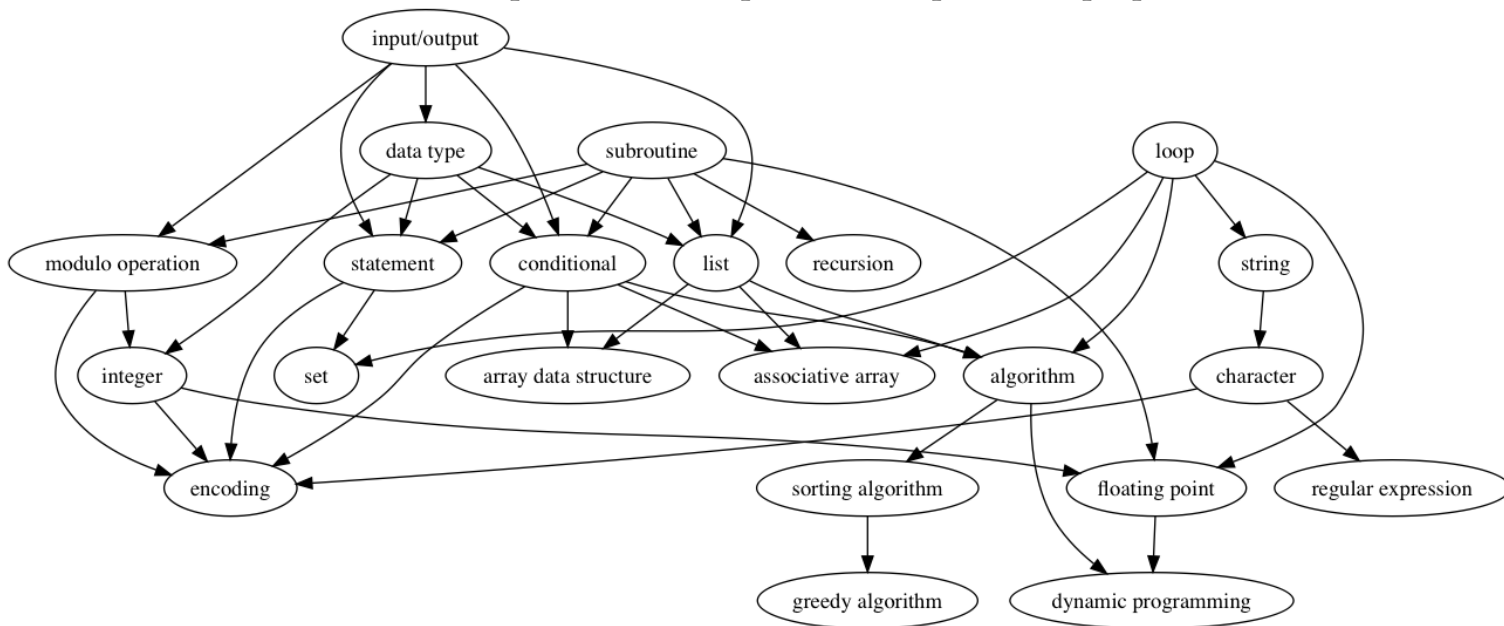 input/output
data type
subroutine
loop
modulo operation
statement
conditional
list
recursion
string
integer
set
array data structure
associative array
algorithm
character
encoding
sorting algorithm
floating point
regular expression
greedy algorithm
dynamic programming